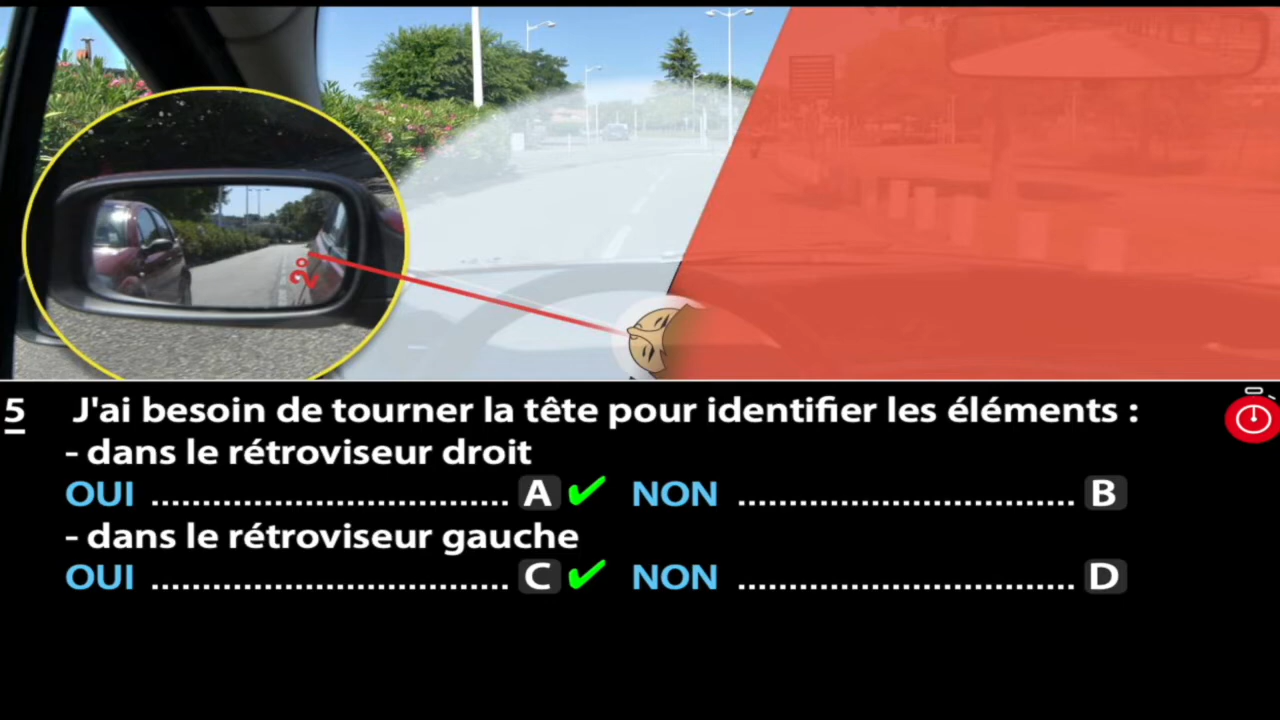 2°
5 J'ai besoin de tourner la tête pour identifier les éléments :
- dans le rétroviseur droit
OUI .................................. A ✔ NON ................................. B
- dans le rétroviseur gauche
OUI .................................. C ✔ NON ................................. D